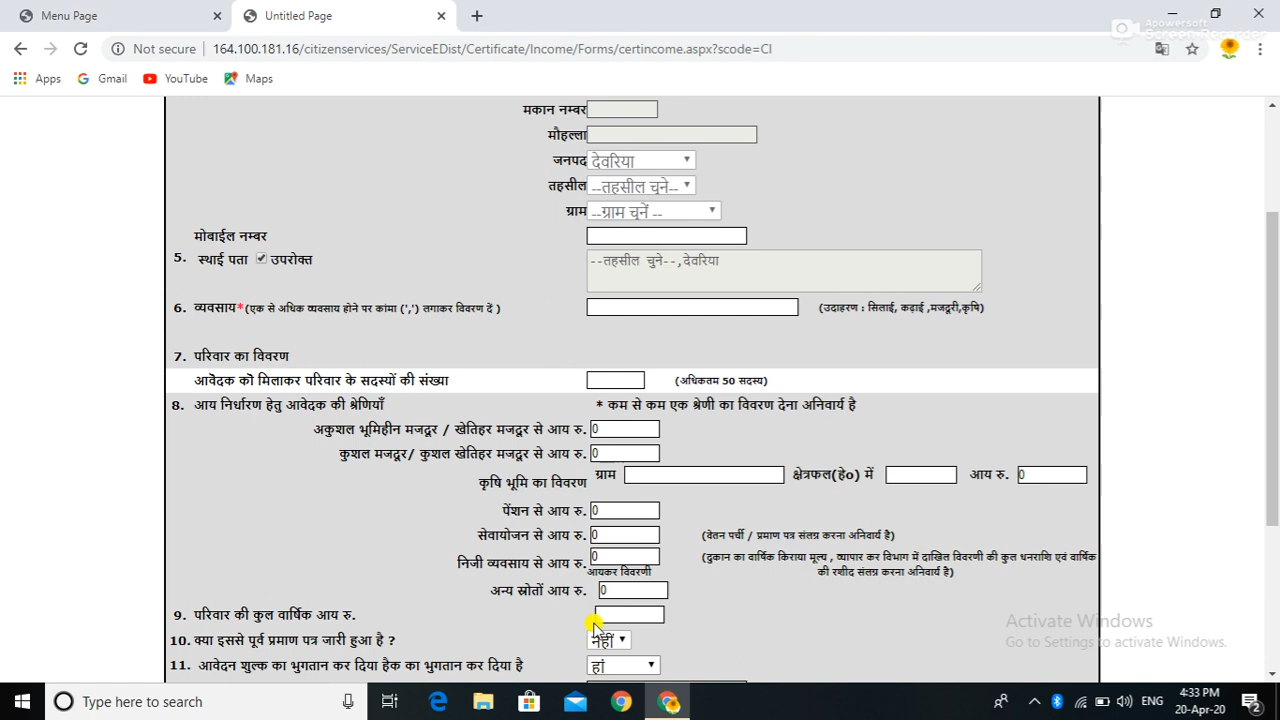 Menu Page
Untitled Page
Not secure 164.100.181.16/citizenservices/ServiceEDist/Certificate/Income/Forms/certincome.aspx?scode=CI
Apps Gmail YouTube Maps
Apowersoft
Screen Recorder
मकान नम्बर
मौहल्ला
जनपद देवरिया
तहसील --तहसील चुने--
ग्राम --ग्राम चुनें --
मोबाईल नम्बर
5. स्थाई पता उपरोक्त --तहसील चुने--,देवरिया
6. व्यवसाय*(एक से अधिक व्यवसाय होने पर कांमा (',') लगाकर विवरण दें ) (उदाहरण : सिलाई, कढ़ाई ,मजदूरी,कृषि)
7. परिवार का विवरण
आवेदक को मिलाकर परिवार के सदस्यों की संख्या (अधिकतम 50 सदस्य)
8. आय निर्धारण हेतु आवेदक की श्रेणियाँ * कम से कम एक श्रेणी का विवरण देना अनिवार्य है
अकुशल भूमिहीन मजदूर / खेतिहर मजदूर से आय रु. 0
कुशल मजदूर/ कुशल खेतिहर मजदूर से आय रु. 0
कृषि भूमि का विवरण ग्राम क्षेत्रफल(हे0) में आय रु. 0
पेंशन से आय रु. 0
सेवायोजन से आय रु. 0 (वेतन पर्ची / प्रमाण पत्र संलग्न करना अनिवार्य है)
निजी व्यवसाय से आय रु. 0 (दुकान का वार्षिक किराया मूल्य , व्यापार कर विभाग में दाखित विवरणी की कुल धनराशि एवं वार्षिक
आयकर विवरणी की रशीद संलग्न करना अनिवार्य है)
अन्य स्रोतों आय रु. 0
9. परिवार की कुल वार्षिक आय रु.
10. क्या इससे पूर्व प्रमाण पत्र जारी हुआ है ? नहीं
11. आवेदन शुल्क का भुगतान कर दिया हैक का भुगतान कर दिया है हां
Activate Windows
Go to Settings to activate Windows.
Type here to search
ENG
4:33 PM
20-Apr-20
2